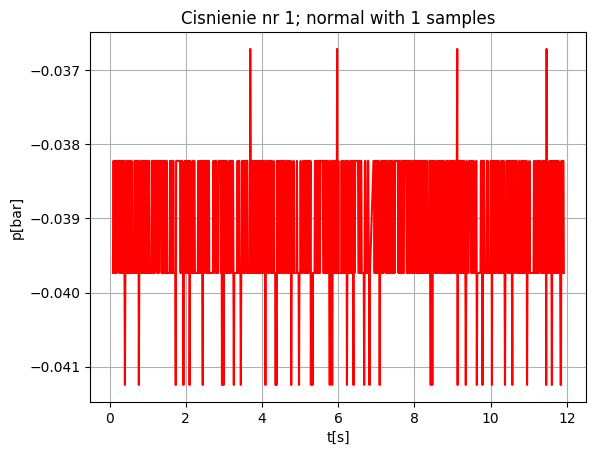 Cisnienie nr 1; normal with 1 samples
−0.037
−0.038
−0.039
−0.040
−0.041
p[bar]
0 2 4 6 8 10 12
t[s]